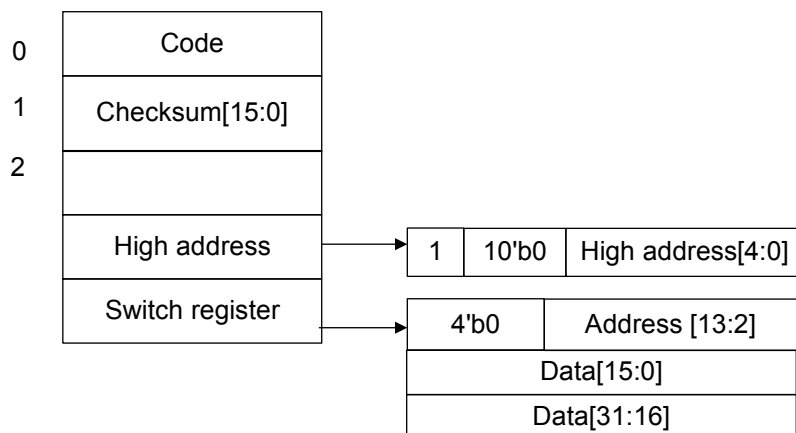 0
Code
1
Checksum[15:0]
2
High address
1
10'b0
High address[4:0]
Switch register
4'b0
Address [13:2]
Data[15:0]
Data[31:16]